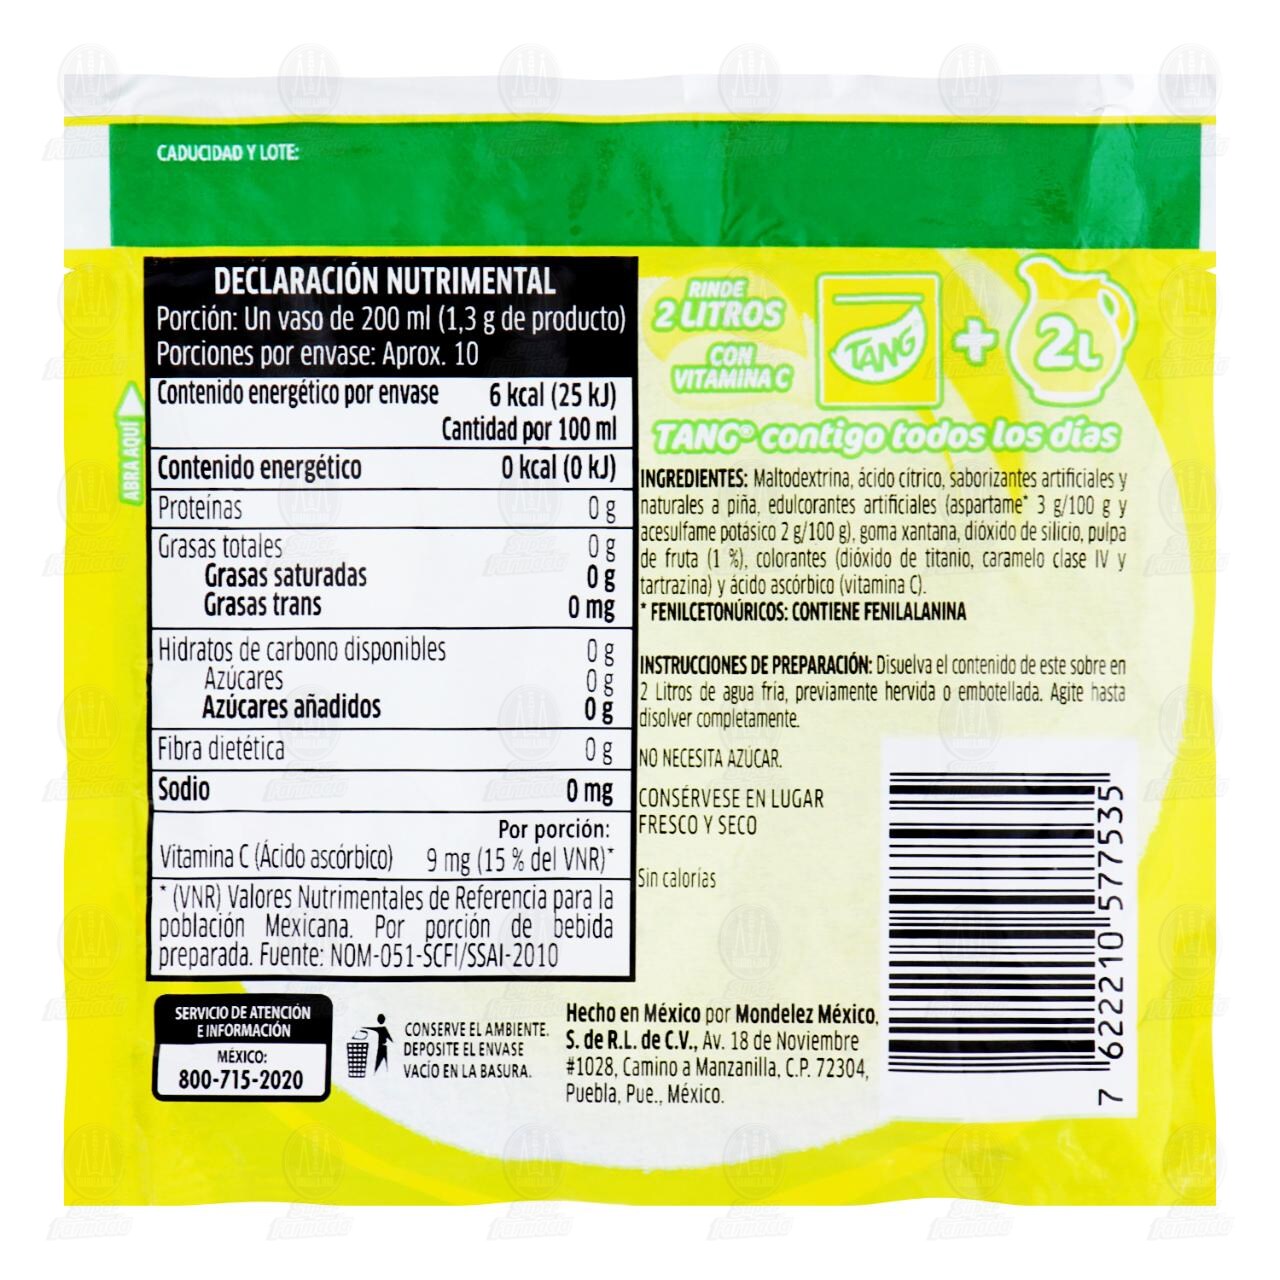 CADUCIDAD Y LOTE:
DECLARACIÓN NUTRIMENTAL
Porción: Un vaso de 200 ml (1,3 g de producto)
Porciones por envase: Aprox. 10
Contenido energético por envase 6 kcal (25 kJ)
Cantidad por 100 ml
Contenido energético 0 kcal (0 kJ)
Proteínas 0 g
Grasas totales 0 g
Grasas saturadas 0 g
Grasas trans 0 mg
Hidratos de carbono disponibles 0 g
Azúcares 0 g
Azúcares añadidos 0 g
Fibra dietética 0 g
Sodio 0 mg
Por porción:
Vitamina C (Ácido ascórbico) 9 mg (15 % del VNR)*
* (VNR) Valores Nutrimentales de Referencia para la
población Mexicana. Por porción de bebida
preparada. Fuente: NOM-051-SCFI/SSAI-2010
ABRA AQUÍ
RINDE
2 LITROS
CON
VITAMINA C
TANG
+
2L
TANG® contigo todos los días
INGREDIENTES: Maltodextrina, ácido cítrico, saborizantes artificiales y
naturales a piña, edulcorantes artificiales (aspartame* 3 g/100 g y
acesulfame potásico 2 g/100 g), goma xantana, dióxido de silicio, pulpa
de fruta (1 %), colorantes (dióxido de titanio, caramelo clase IV y
tartrazina) y ácido ascórbico (vitamina C).
* FENILCETONÚRICOS: CONTIENE FENILALANINA
INSTRUCCIONES DE PREPARACIÓN: Disuelva el contenido de este sobre en
2 Litros de agua fría, previamente hervida o embotellada. Agite hasta
disolver completamente.
NO NECESITA AZÚCAR.
CONSÉRVESE EN LUGAR
FRESCO Y SECO
Sin calorías
7 622210 577535
SERVICIO DE ATENCIÓN
E INFORMACIÓN
MÉXICO:
800-715-2020
CONSERVE EL AMBIENTE.
DEPOSITE EL ENVASE
VACÍO EN LA BASURA.
Hecho en México por Mondelez México,
S. de R.L. de C.V., Av. 18 de Noviembre
#1028, Camino a Manzanilla, C.P. 72304,
Puebla, Pue., México.